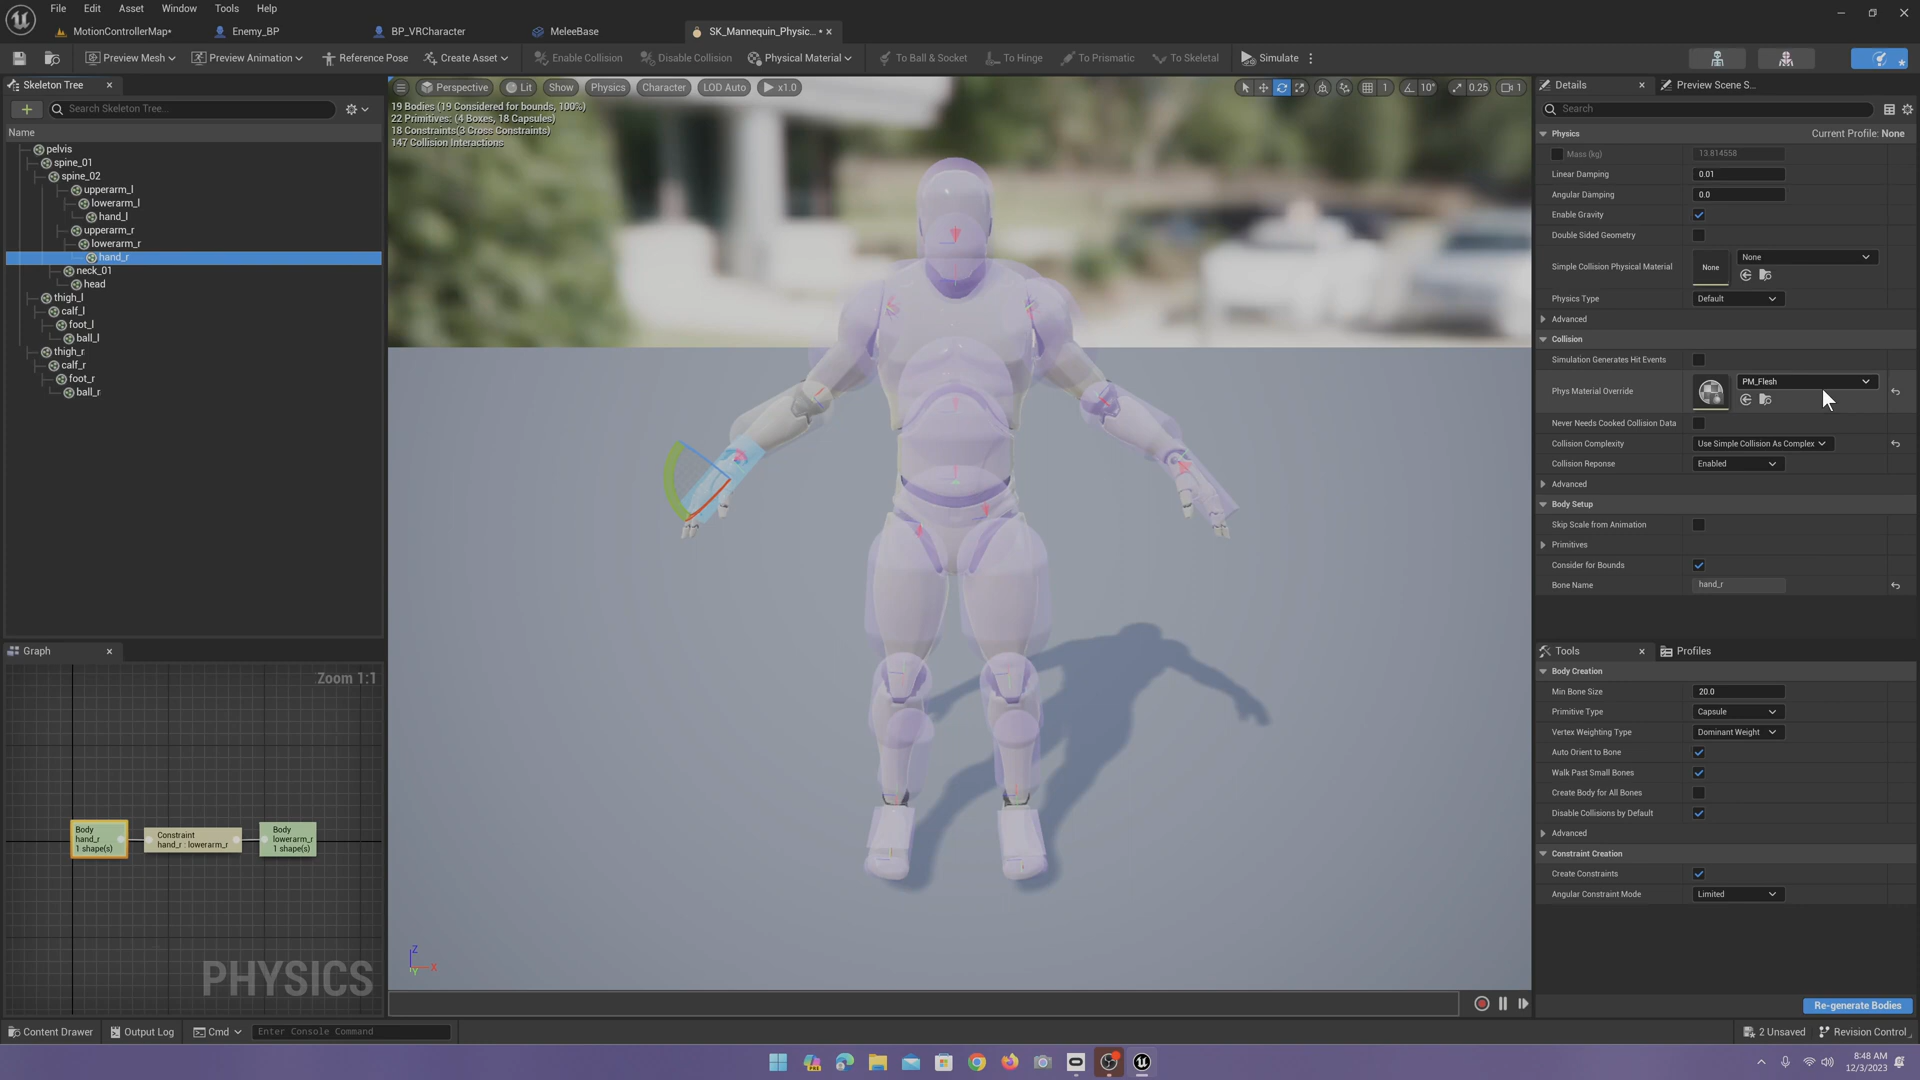 File Edit Asset Window Tools Help
MotionControllerMap* Enemy_BP BP_VRCharacter MeleeBase SK_Mannequin_Physic... *
Preview Mesh Preview Animation Reference Pose Create Asset Enable Collision Disable Collision Physical Material To Ball & Socket To Hinge To Prismatic To Skeletal Simulate
Skeleton Tree
Search Skeleton Tree...
Name
pelvis
spine_01
spine_02
upperarm_l
lowerarm_l
hand_l
upperarm_r
lowerarm_r
hand_r
neck_01
head
thigh_l
calf_l
foot_l
ball_l
thigh_r
calf_r
foot_r
ball_r
Graph
Zoom 1:1
Body
hand_r
1 shape(s)
Constraint
hand_r : lowerarm_r
Body
lowerarm_r
1 shape(s)
PHYSICS
Perspective Lit Show Physics Character LOD Auto x1.0
1 10° 0.25 1
19 Bodies (19 Considered for bounds, 100%)
22 Primitives: (4 Boxes, 18 Capsules)
18 Constraints(3 Cross Constraints)
147 Collision Interactions
Z
X
Y
Details Preview Scene S...
Search
Physics Current Profile: None
Mass (kg) 13.814558
Linear Damping 0.01
Angular Damping 0.0
Enable Gravity
Double Sided Geometry
Simple Collision Physical Material None None
Physics Type Default
Advanced
Collision
Simulation Generates Hit Events
Phys Material Override PM_Flesh
Never Needs Cooked Collision Data
Collision Complexity Use Simple Collision As Complex
Collision Reponse Enabled
Advanced
Body Setup
Skip Scale from Animation
Primitives
Consider for Bounds
Bone Name hand_r
Tools Profiles
Body Creation
Min Bone Size 20.0
Primitive Type Capsule
Vertex Weighting Type Dominant Weight
Auto Orient to Bone
Walk Past Small Bones
Create Body for All Bones
Disable Collisions by Default
Advanced
Constraint Creation
Create Constraints
Angular Constraint Mode Limited
Re-generate Bodies
Content Drawer Output Log Cmd Enter Console Command 2 Unsaved Revision Control
8:48 AM
12/3/2023